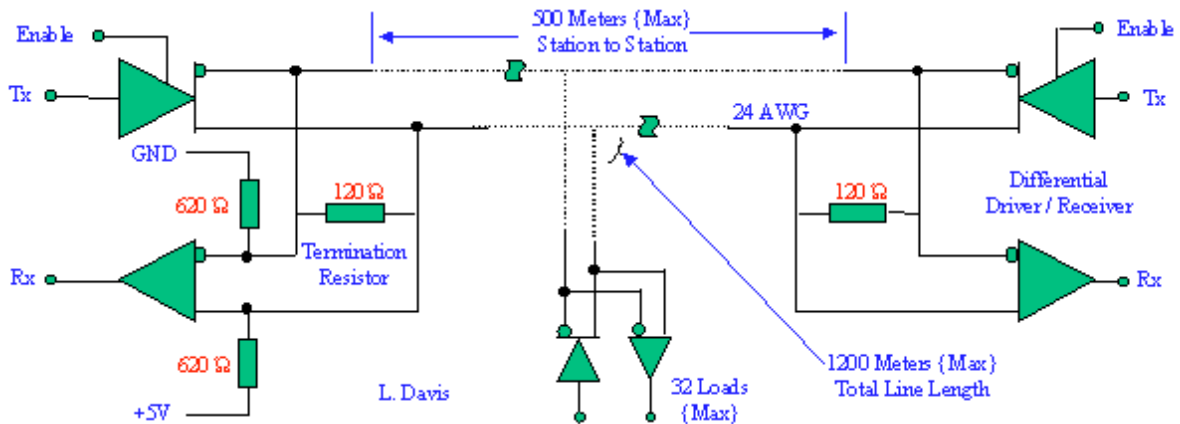 500 Meters {Max}
Station to Station
Enable
Enable
Tx
Tx
24 AWG
GND
620 Ω
120 Ω
120 Ω
Differential
Driver / Receiver
Termination
Resistor
Rx
Rx
620 Ω
+5V
L. Davis
32 Loads
{Max}
1200 Meters {Max}
Total Line Length